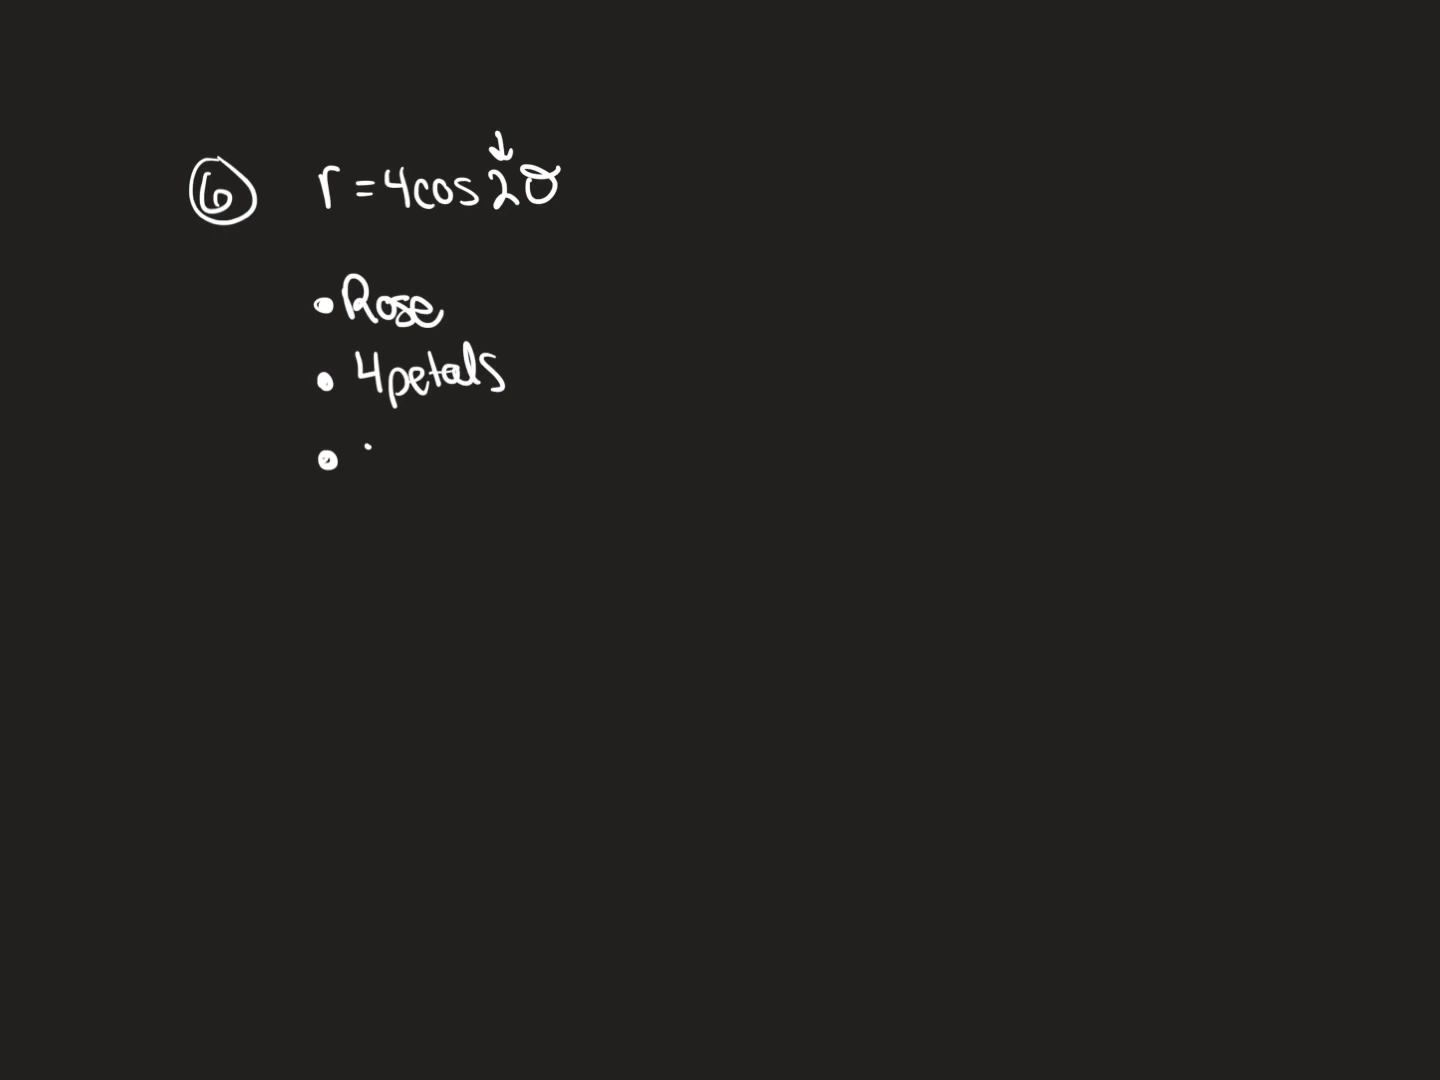 ⑥ r = 4cos 2θ
• Rose
• 4petals
•